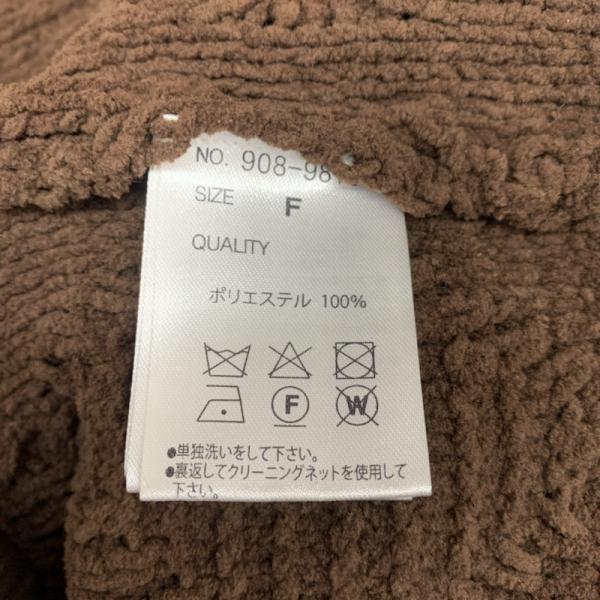 NO. 908-98
SIZE F
QUALITY
ポリエステル 100%
F
W
●単独洗いをして下さい。
●裏返してクリーニングネットを使用して
下さい。